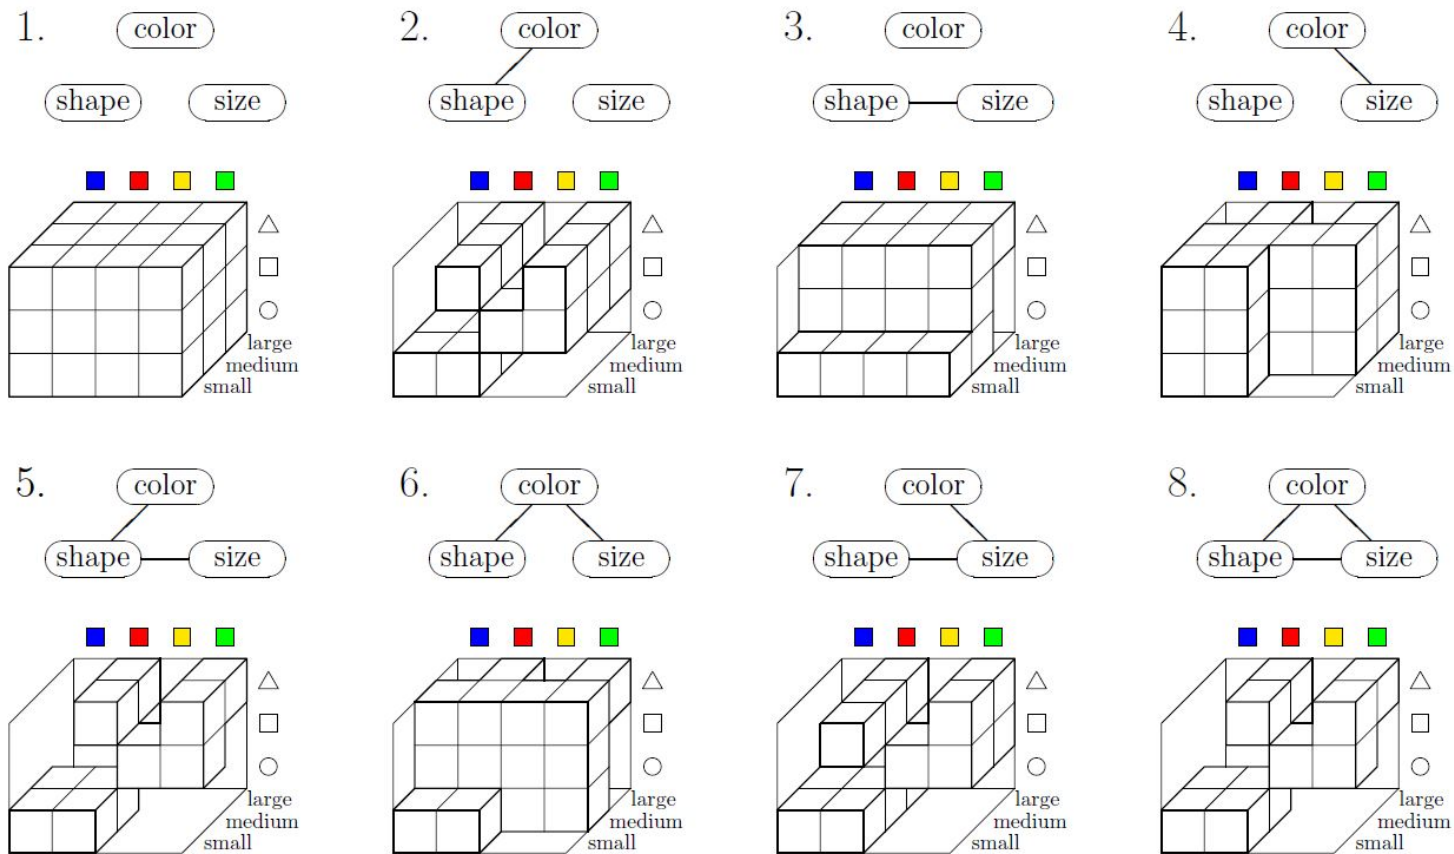 1. color 2. color 3. color 4. color
shape size shape size shape size shape size
large large large large
medium medium medium medium
small small small small
5. color 6. color 7. color 8. color
shape size shape size shape size shape size
large large large large
medium medium medium medium
small small small small